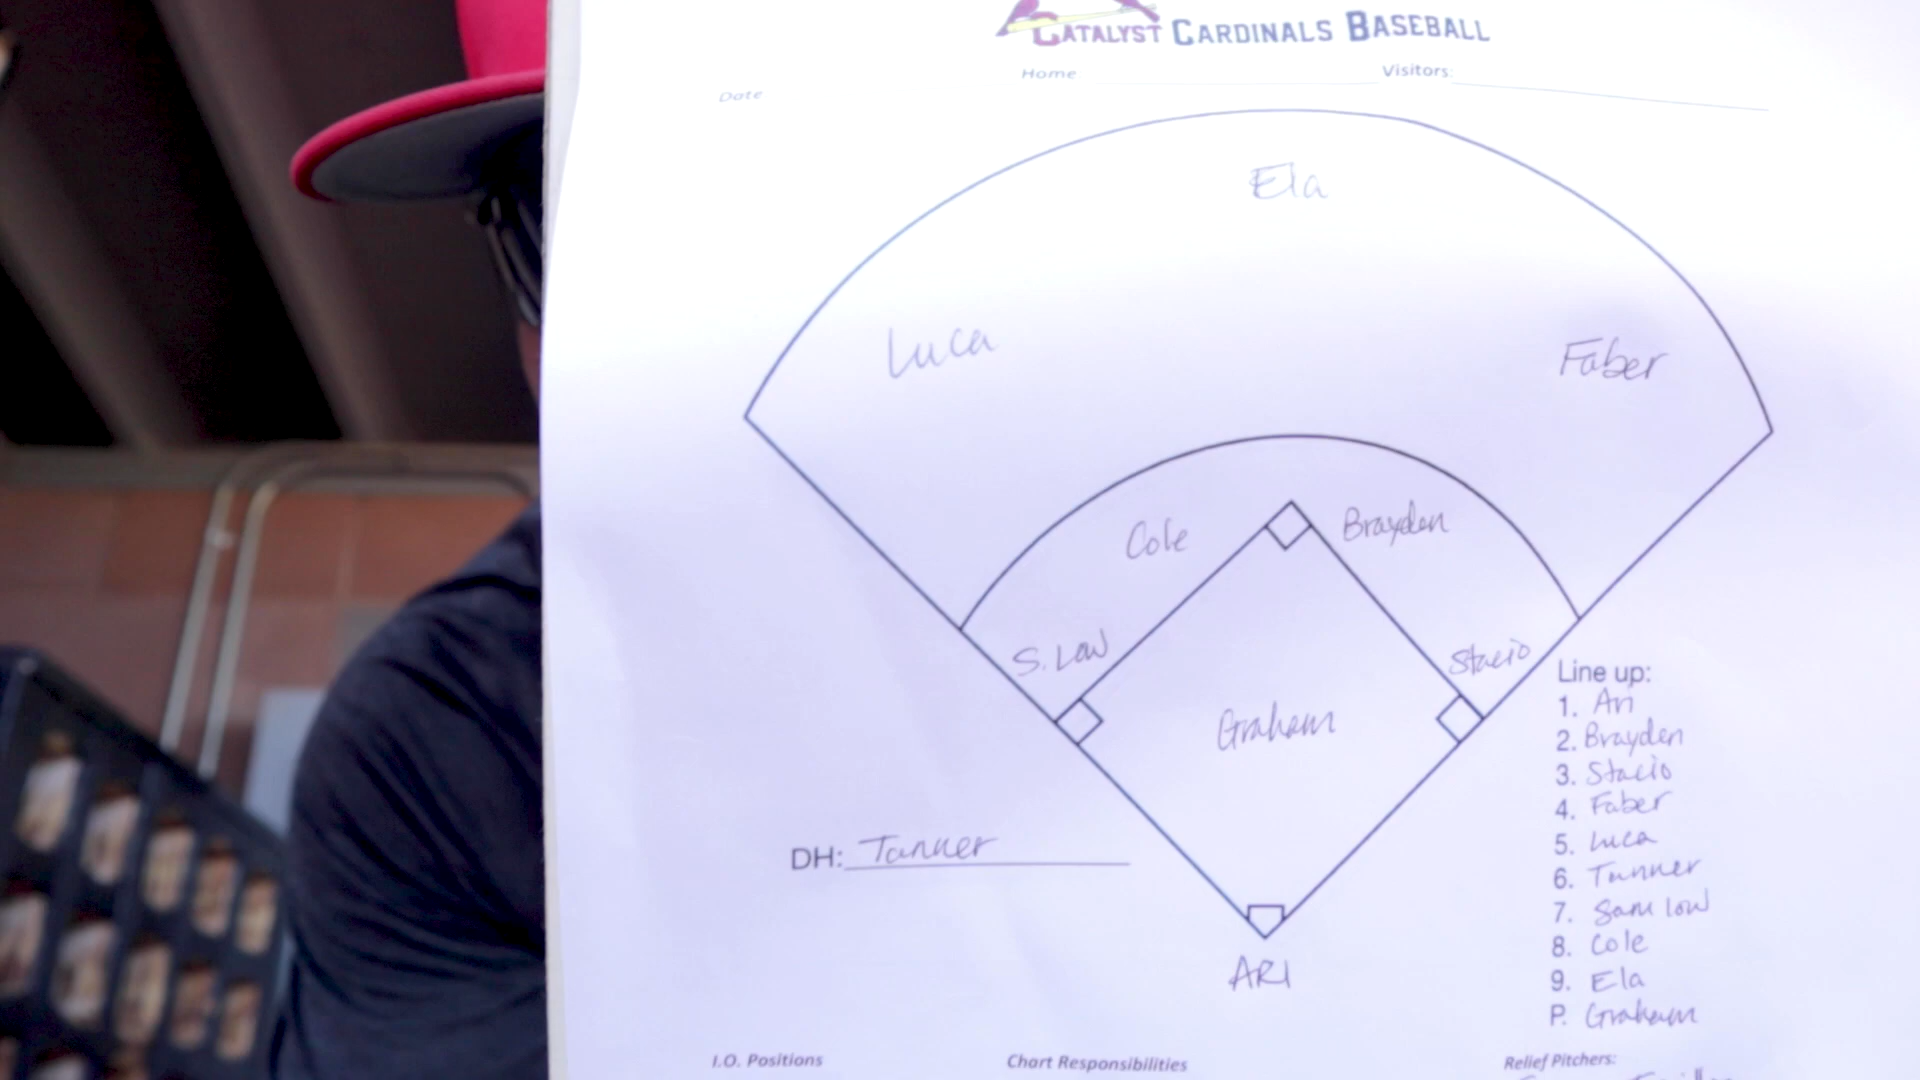 CATALYST CARDINALS BASEBALL
Date
Home
Visitors:
Ela
Luca
Faber
Cole
Brayden
S. Low
Stacio
Graham
DH: Tanner
ARI
Line up:
1. Ari
2. Brayden
3. Stacio
4. Faber
5. Luca
6. Tanner
7. Sam Low
8. Cole
9. Ela
P. Graham
I.O. Positions
Chart Responsibilities
Relief Pitchers: